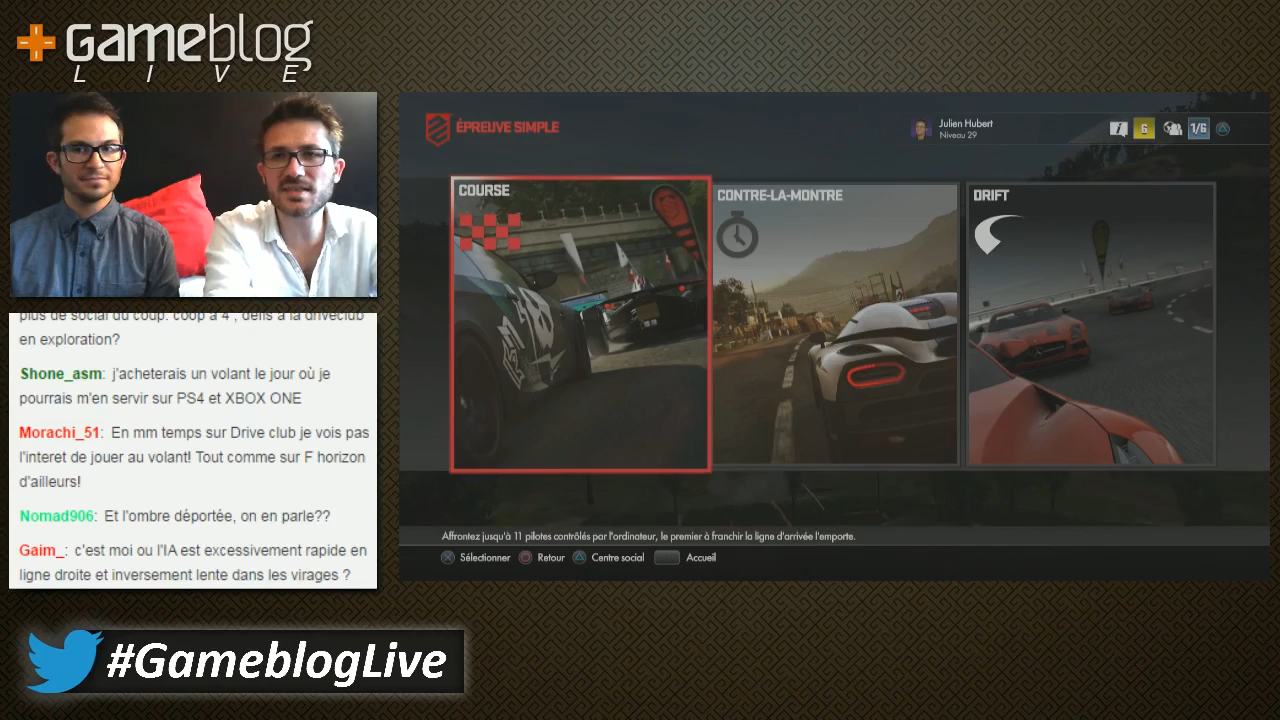 Gameblog
LIVE
plus de social du coup. coop à 4 , défis à la driveclub
en exploration?
Shone_asm: j'acheterais un volant le jour où je
pourrais m'en servir sur PS4 et XBOX ONE
Morachi_51: En mm temps sur Drive club je vois pas
l'interet de jouer au volant! Tout comme sur F horizon
d'ailleurs!
Nomad906: Et l'ombre déportée, on en parle??
Gaim_: c'est moi ou l'IA est excessivement rapide en
ligne droite et inversement lente dans les virages ?
#GameblogLive
ÉPREUVE SIMPLE
Julien Hubert
Niveau 29
6
1/6
COURSE
CONTRE-LA-MONTRE
DRIFT
Affrontez jusqu'à 11 pilotes contrôlés par l'ordinateur, le premier à franchir la ligne d'arrivée l'emporte.
Sélectionner Retour Centre social Accueil